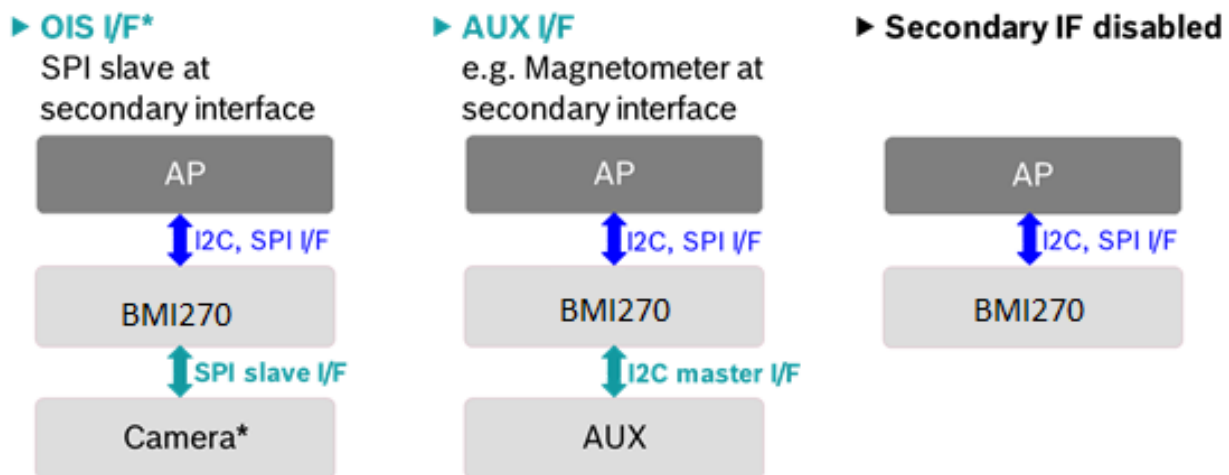 ► OIS I/F*
SPI slave at
secondary interface
AP
I2C, SPI I/F
BMI270
SPI slave I/F
Camera*
► AUX I/F
e.g. Magnetometer at
secondary interface
AP
I2C, SPI I/F
BMI270
I2C master I/F
AUX
► Secondary IF disabled
AP
I2C, SPI I/F
BMI270